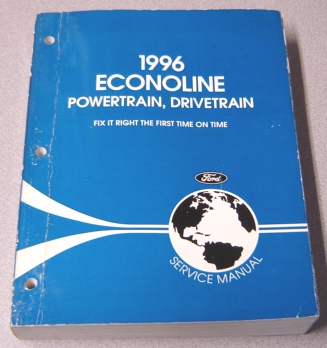 1996
ECONOLINE
POWERTRAIN, DRIVETRAIN
FIX IT RIGHT THE FIRST TIME ON TIME
Ford
SERVICE MANUAL